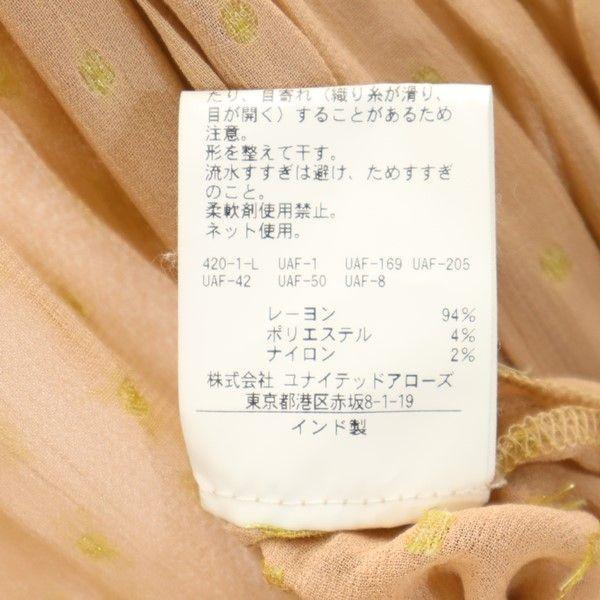 たり、目寄れ（織り糸が滑り、
目が開く）することがあるため
注意。
形を整えて干す。
流水すすぎは避け、ためすすぎ
のこと。
柔軟剤使用禁止。
ネット使用。
420-1-L UAF-1 UAF-169 UAF-205
UAF-42 UAF-50 UAF-8
レーヨン 94%
ポリエステル 4%
ナイロン 2%
株式会社 ユナイテッドアローズ
東京都港区赤坂8-1-19
インド製